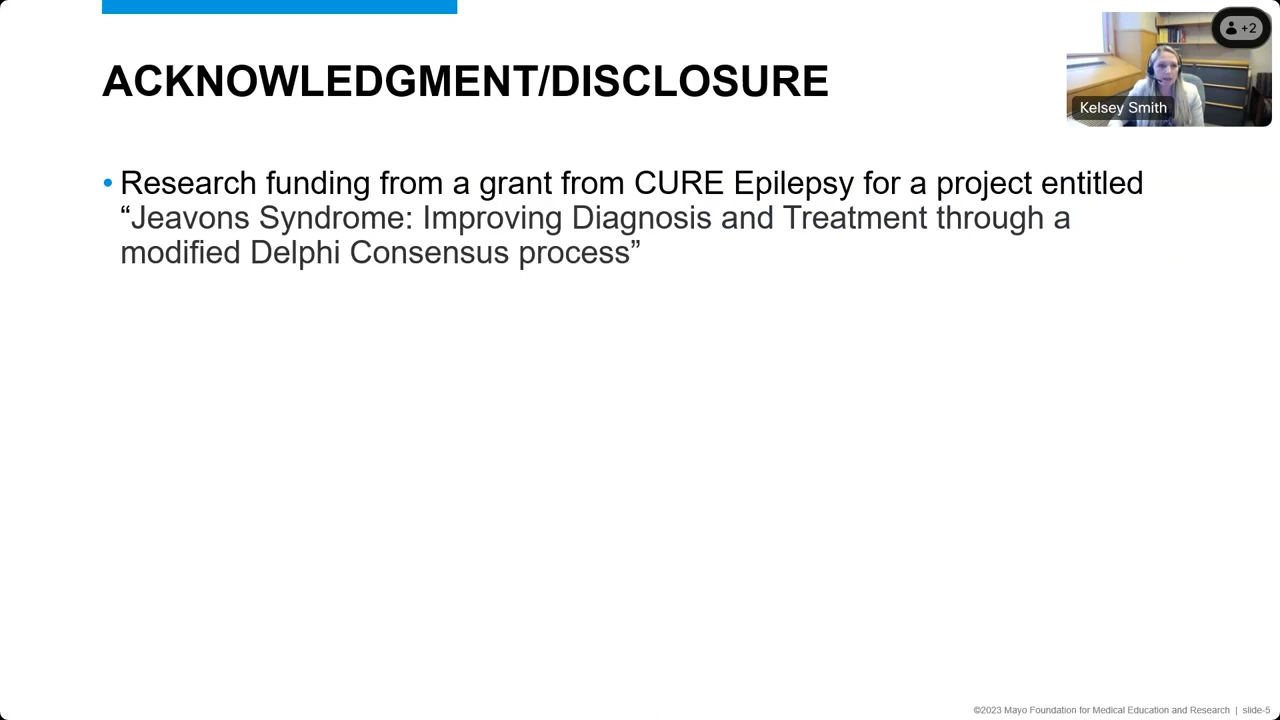 +2
ACKNOWLEDGMENT/DISCLOSURE
Kelsey Smith
• Research funding from a grant from CURE Epilepsy for a project entitled
“Jeavons Syndrome: Improving Diagnosis and Treatment through a
modified Delphi Consensus process”
©2023 Mayo Foundation for Medical Education and Research | slide-5